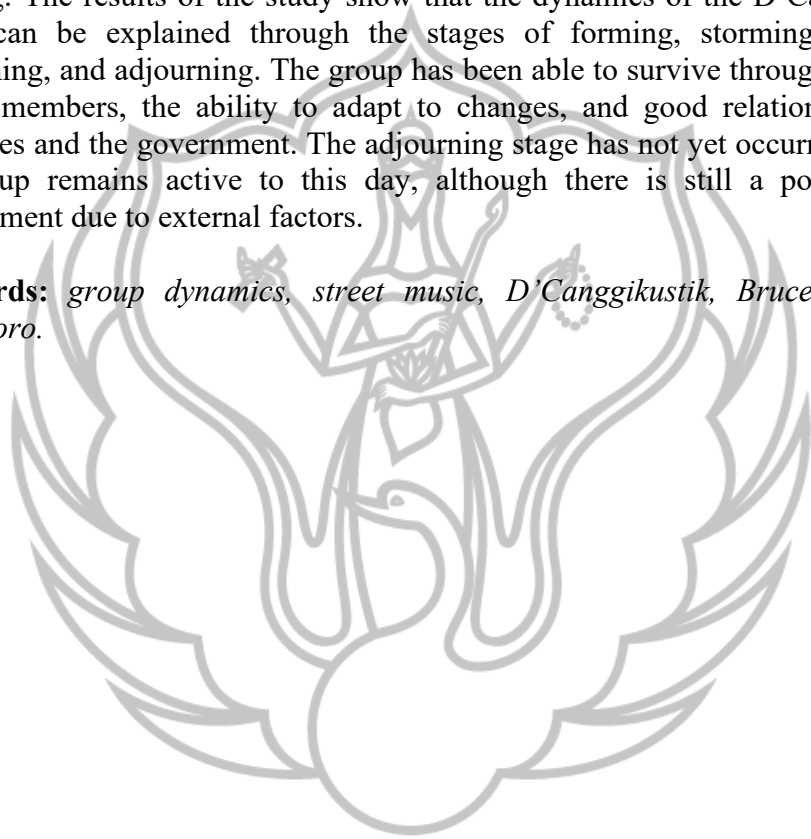 g. The results of the study show that the dynamics of the D'Ca
can be explained through the stages of forming, storming
ning, and adjourning. The group has been able to survive throug
members, the ability to adapt to changes, and good relation
es and the government. The adjourning stage has not yet occurr
up remains active to this day, although there is still a po
ment due to external factors.
rds: group dynamics, street music, D'Canggikustik, Bruce
oro.